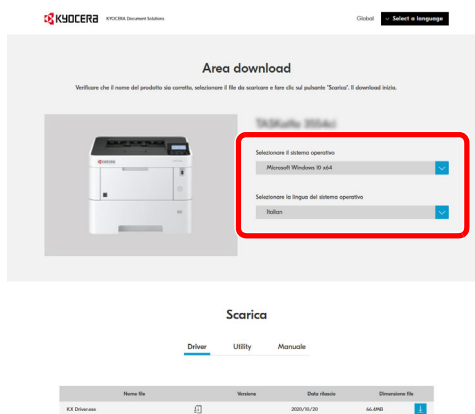 KYOCERA KYOCERA Document Solutions Global Select a language
Area download
Verificare che il nome del prodotto sia corretto, selezionare il file da scaricare e fare clic sul pulsante "Scarica". Il download inizia.
Selezionare il sistema operativo
Microsoft Windows 10 x64
Selezionare la lingua del sistema operativo
Italian
Scarica
Driver Utility Manuale
Nome file Versione Data rilascio Dimensione file
KX Driver.exe 2020/10/20 66.6MB